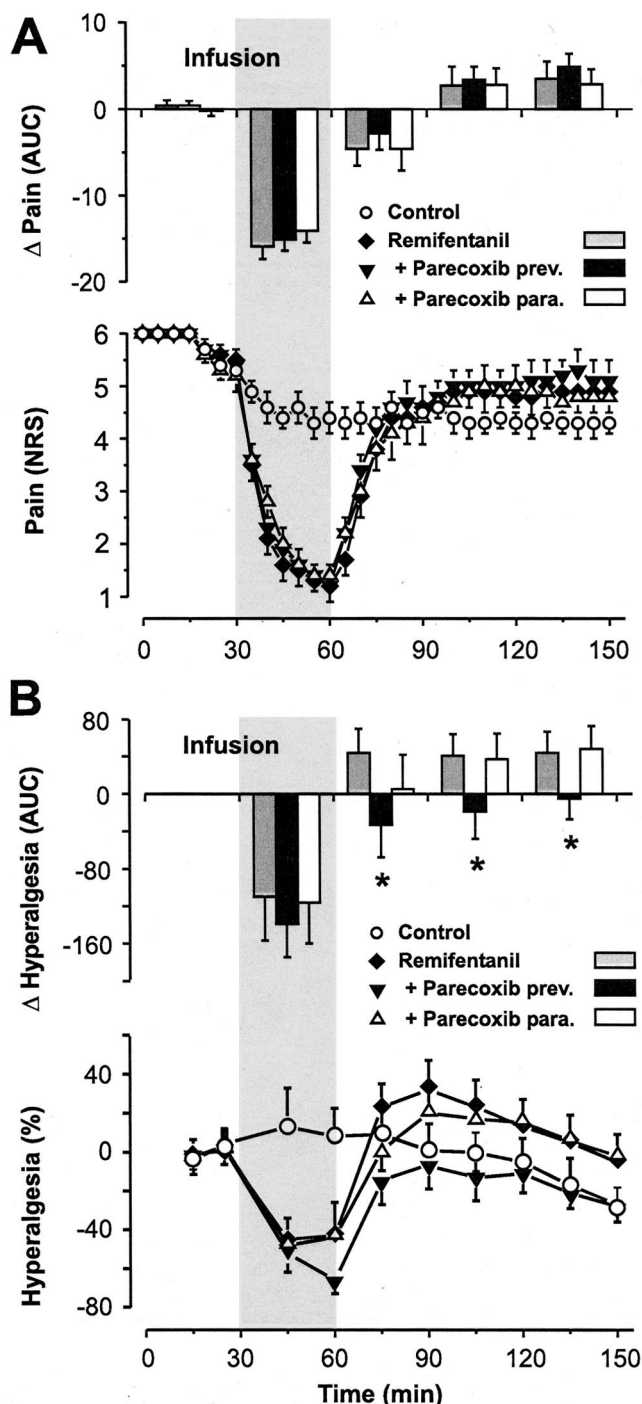 A
Infusion
10
0
-10
-20
Δ Pain (AUC)
Control
Remifentanil
+ Parecoxib prev.
+ Parecoxib para.
6
5
4
3
2
1
Pain (NRS)
0 30 60 90 120 150
B
Infusion
80
0
-80
-160
Δ Hyperalgesia (AUC)
* * *
Control
Remifentanil
+ Parecoxib prev.
+ Parecoxib para.
40
0
-40
-80
Hyperalgesia (%)
0 30 60 90 120 150
Time (min)